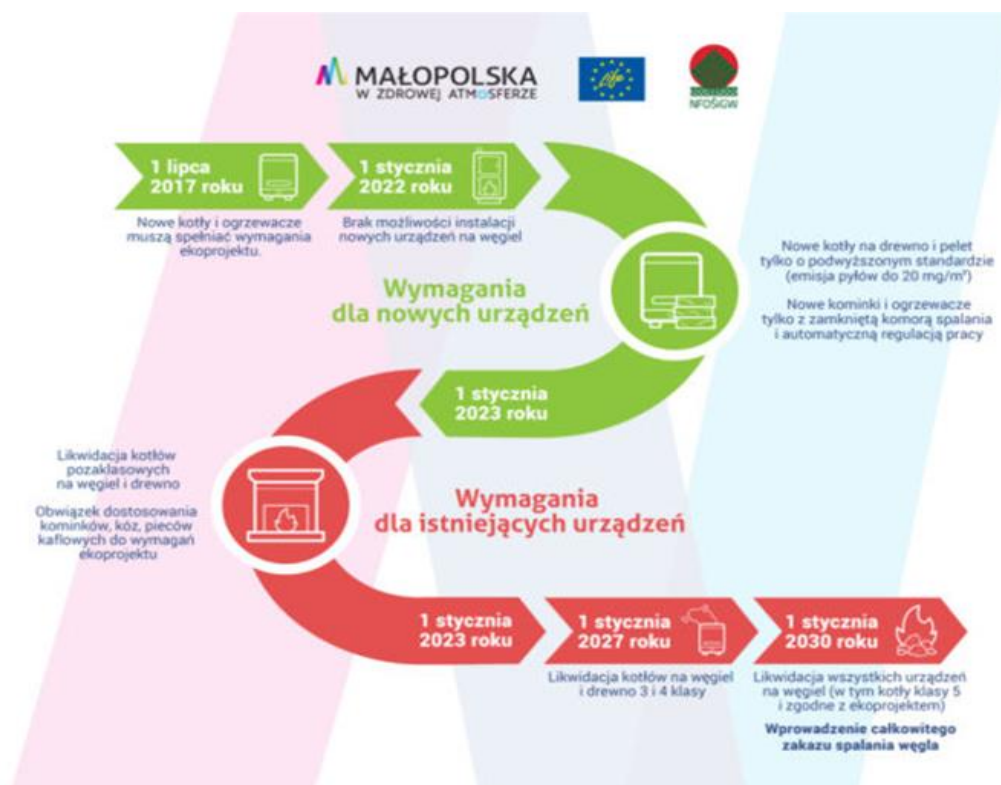 MAŁOPOLSKA
W ZDROWEJ ATMOSFERZE
life
NFOŚiGW
1 lipca
2017 roku
Nowe kotły i ogrzewacze
muszą spełniać wymagania
ekoprojektu.
1 stycznia
2022 roku
Brak możliwości instalacji
nowych urządzeń na węgiel
Wymagania
dla nowych urządzeń
Nowe kotły na drewno i pelet
tylko o podwyższonym standardzie
(emisja pyłów do 20 mg/m³)
Nowe kominki i ogrzewacze
tylko z zamkniętą komorą spalania
i automatyczną regulacją pracy
1 stycznia
2023 roku
Likwidacja kotłów
pozaklasowych
na węgiel i drewno
Obowiązek dostosowania
kominków, kóz, pieców
kaflowych do wymagań
ekoprojektu
Wymagania
dla istniejących urządzeń
1 stycznia
2023 roku
1 stycznia
2027 roku
Likwidacja kotłów na węgiel
i drewno 3 i 4 klasy
1 stycznia
2030 roku
Likwidacja wszystkich urządzeń
na węgiel (w tym kotły klasy 5
i zgodne z ekoprojektem)
Wprowadzenie całkowitego
zakazu spalania węgla